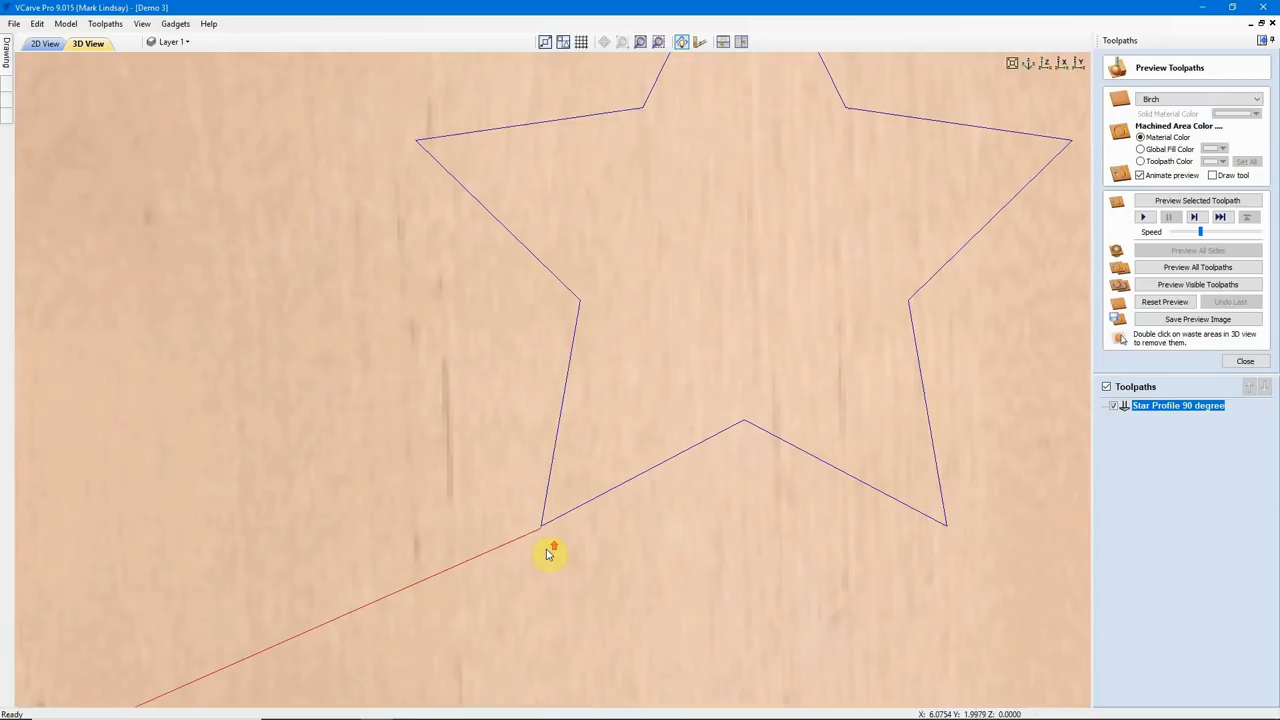 VCarve Pro 9.015 (Mark Lindsay) - [Demo 3]
File Edit Model Toolpaths View Gadgets Help
2D View 3D View Layer 1
Drawing
Toolpaths
Preview Toolpaths
Birch
Solid Material Color
Machined Area Color ....
Material Color
Global Fill Color
Toolpath Color Set All
Animate preview Draw tool
Preview Selected Toolpath
Speed
Preview All Sides
Preview All Toolpaths
Preview Visible Toolpaths
Reset Preview Undo Last
Save Preview Image
Double click on waste areas in 3D view
to remove them.
Close
Toolpaths
Star Profile 90 degree
Ready X: 6.0754 Y: 1.9979 Z: 0.0000